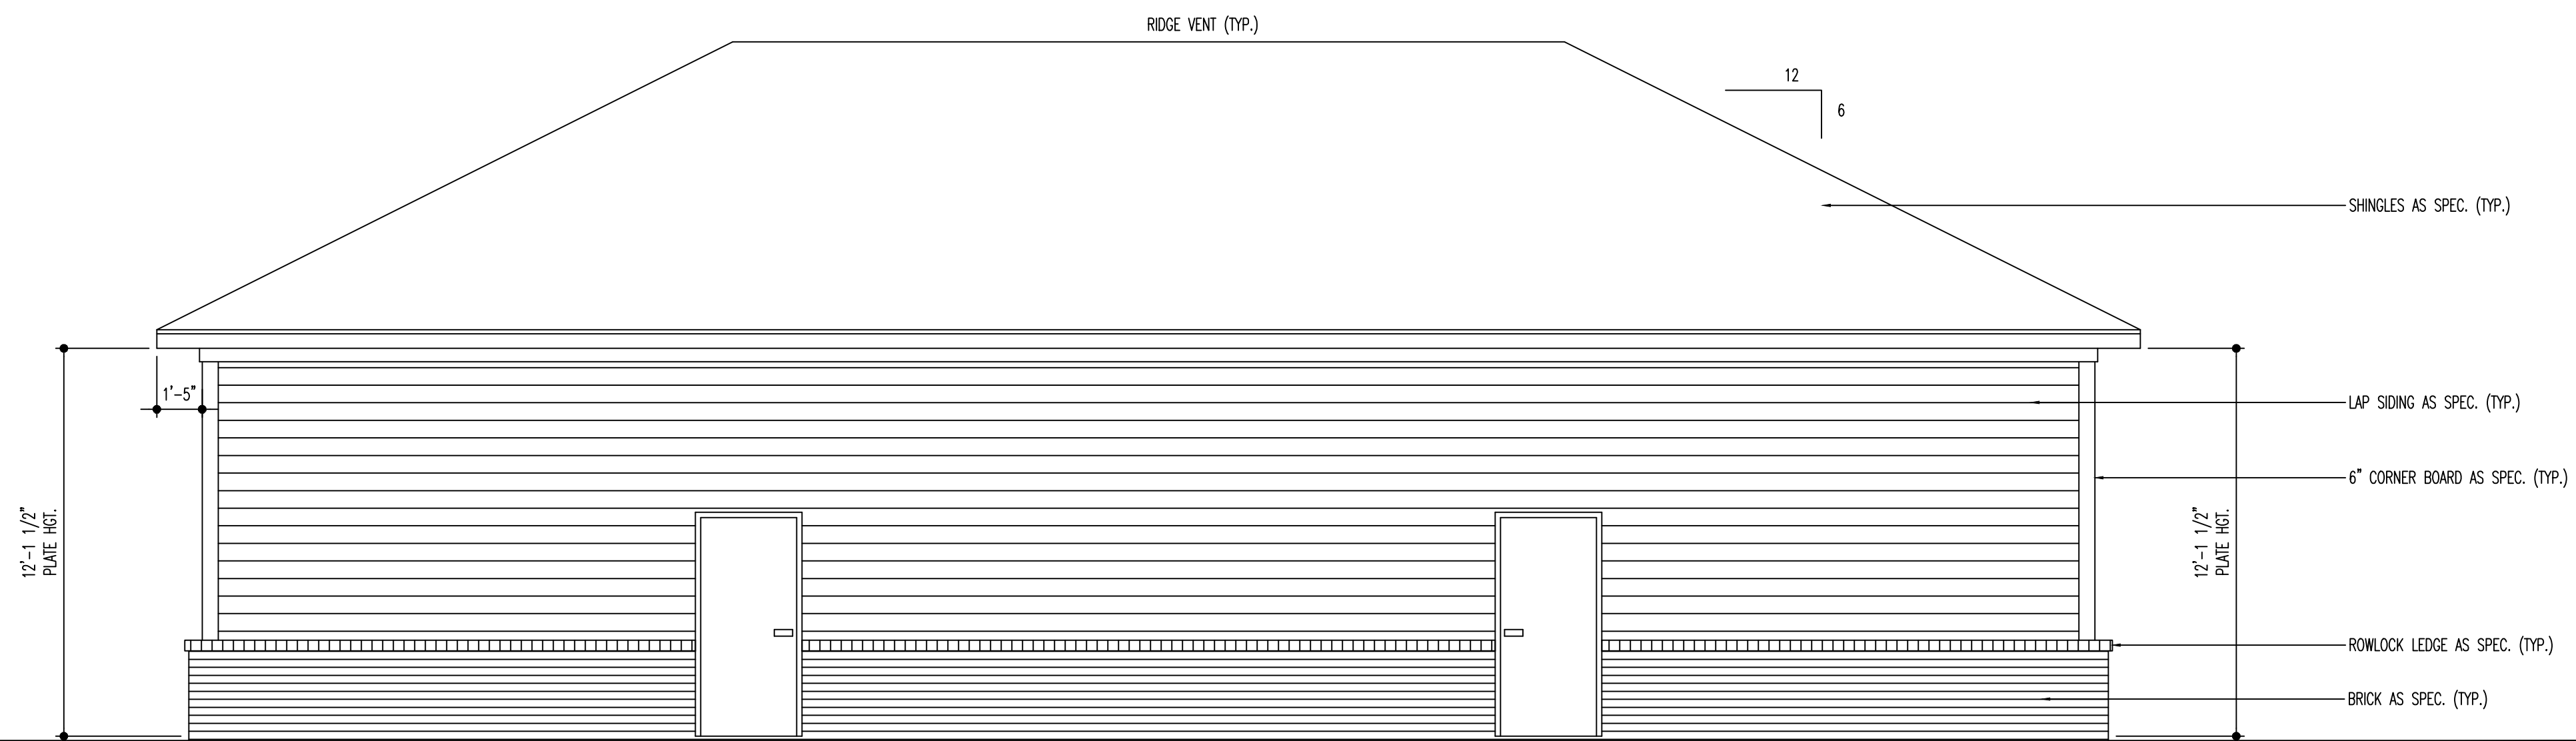 RIDGE VENT (TYP.)
12
6
SHINGLES AS SPEC. (TYP.)
1'-5"
LAP SIDING AS SPEC. (TYP.)
6" CORNER BOARD AS SPEC. (TYP.)
12'-1 1/2"
PLATE HGT.
12'-1 1/2"
PLATE HGT.
ROWLOCK LEDGE AS SPEC. (TYP.)
BRICK AS SPEC. (TYP.)